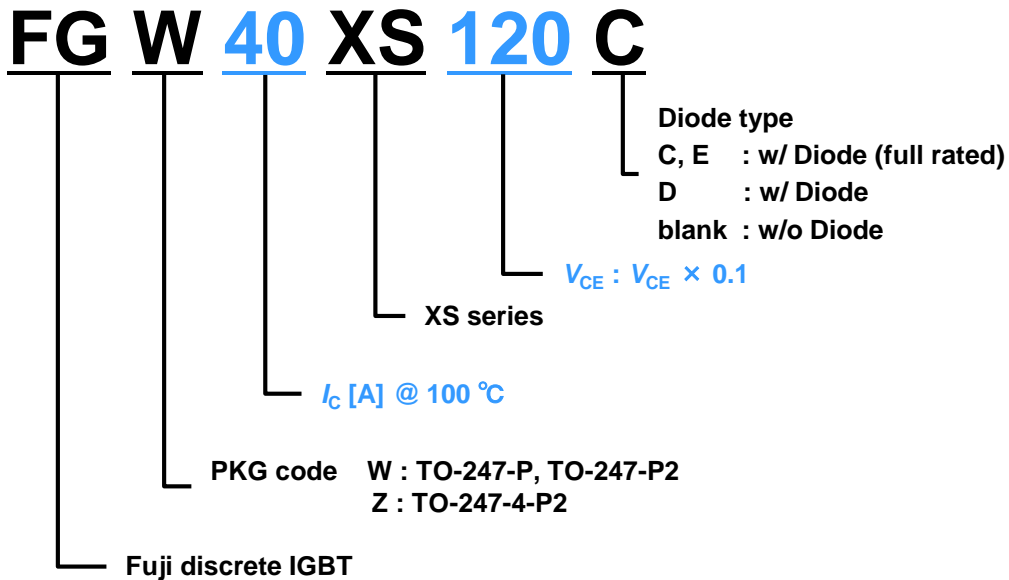 FG W 40 XS 120 C
Diode type
C, E : w/ Diode (full rated)
D : w/ Diode
blank : w/o Diode
VCE : VCE × 0.1
XS series
IC [A] @ 100 ℃
PKG code W : TO-247-P, TO-247-P2
Z : TO-247-4-P2
Fuji discrete IGBT